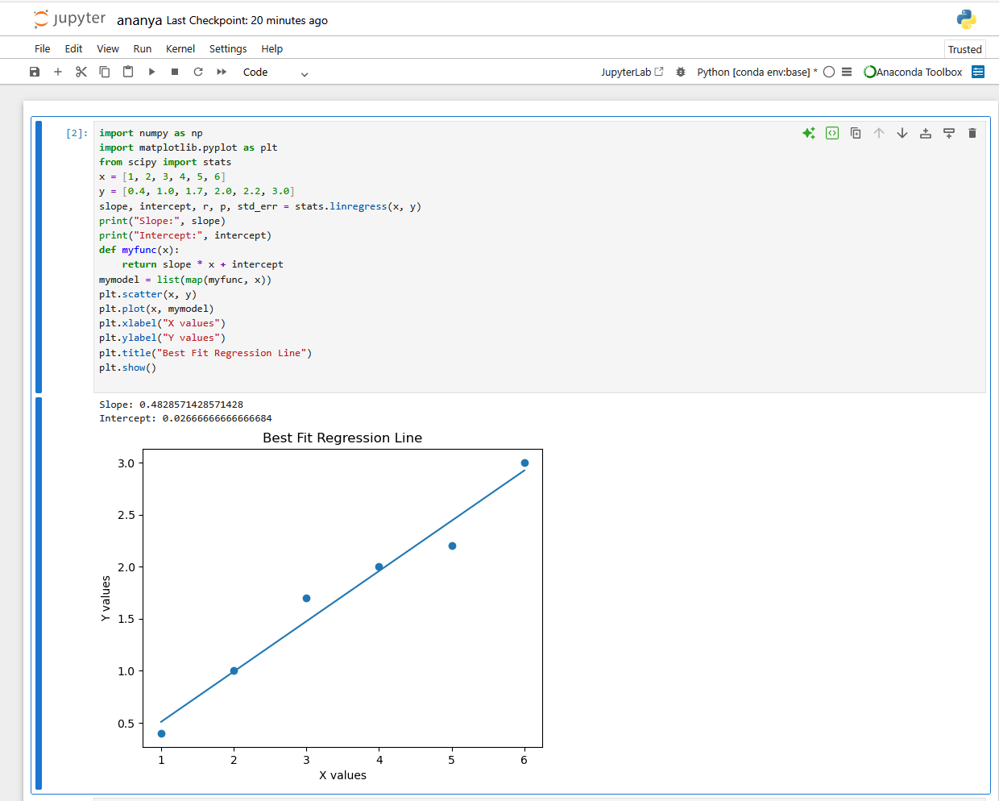 jupyter ananya Last Checkpoint: 20 minutes ago
File Edit View Run Kernel Settings Help Trusted
Code JupyterLab Python [conda env:base] * Anaconda Toolbox
[2]: import numpy as np
import matplotlib.pyplot as plt
from scipy import stats
x = [1, 2, 3, 4, 5, 6]
y = [0.4, 1.0, 1.7, 2.0, 2.2, 3.0]
slope, intercept, r, p, std_err = stats.linregress(x, y)
print("Slope:", slope)
print("Intercept:", intercept)
def myfunc(x):
    return slope * x + intercept
mymodel = list(map(myfunc, x))
plt.scatter(x, y)
plt.plot(x, mymodel)
plt.xlabel("X values")
plt.ylabel("Y values")
plt.title("Best Fit Regression Line")
plt.show()
Slope: 0.4828571428571428
Intercept: 0.02666666666666684
Best Fit Regression Line
3.0
2.5
2.0
1.5
1.0
0.5
Y values
1 2 3 4 5 6
X values